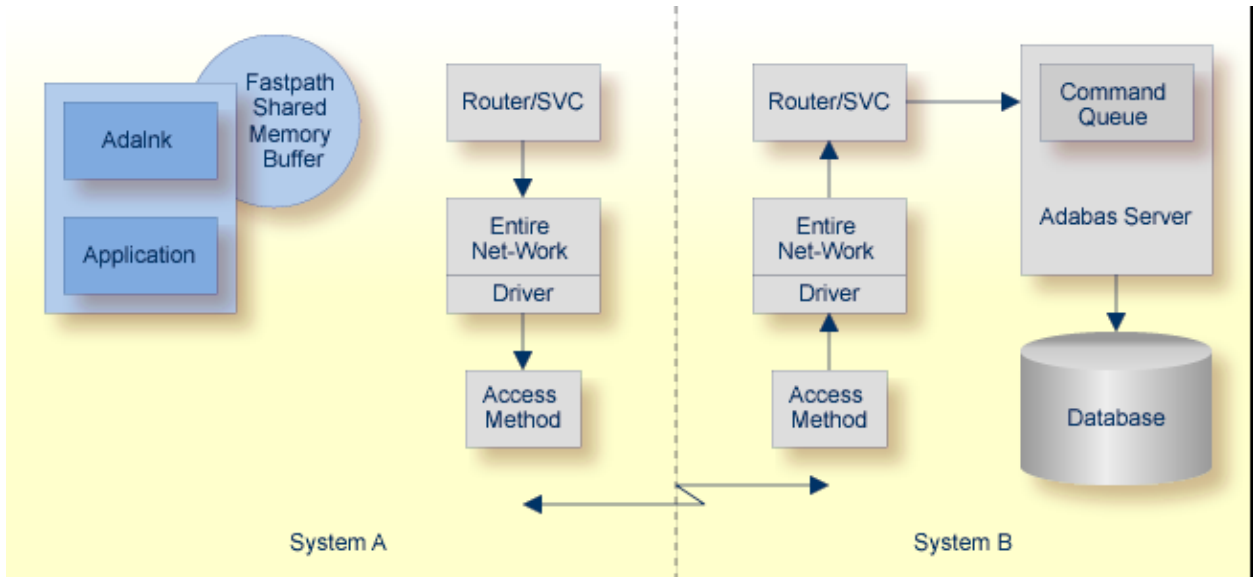 Fastpath
Shared
Memory
Buffer
Adalnk
Application
Router/SVC
Entire
Net-Work
Driver
Access
Method
System A
Router/SVC
Entire
Net-Work
Driver
Access
Method
Command
Queue
Adabas Server
Database
System B